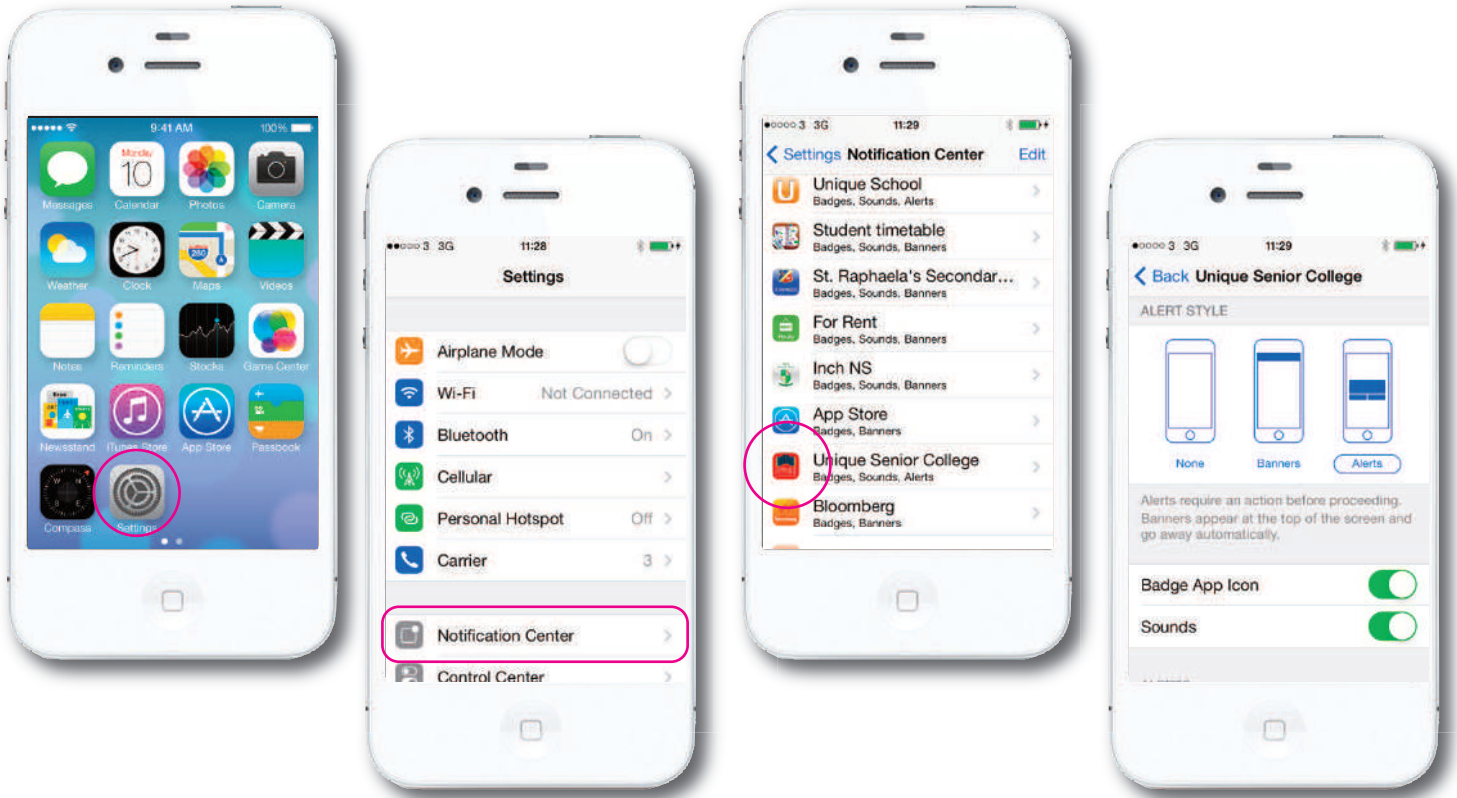 9:41 AM 100%
Monday
10
Messages Calendar Photos Camera
280
Weather Clock Maps Videos
Notes Reminders Stocks Game Center
Newsstand iTunes Store App Store Passbook
N
W E
S
Compass Settings
3 3G 11:28
Settings
Airplane Mode
Wi-Fi Not Connected
Bluetooth On
Cellular
Personal Hotspot Off
Carrier 3
Notification Center
Control Center
3 3G 11:29
Settings Notification Center Edit
Unique School
Badges, Sounds, Alerts
Student timetable
Badges, Sounds, Banners
St. Raphaela's Secondar...
Badges, Sounds, Banners
For Rent
Badges, Sounds, Banners
Inch NS
Badges, Sounds, Banners
App Store
Badges, Banners
Unique Senior College
Badges, Sounds, Alerts
Bloomberg
Badges, Banners
3 3G 11:29
Back Unique Senior College
ALERT STYLE
None Banners Alerts
Alerts require an action before proceeding.
Banners appear at the top of the screen and
go away automatically.
Badge App Icon
Sounds